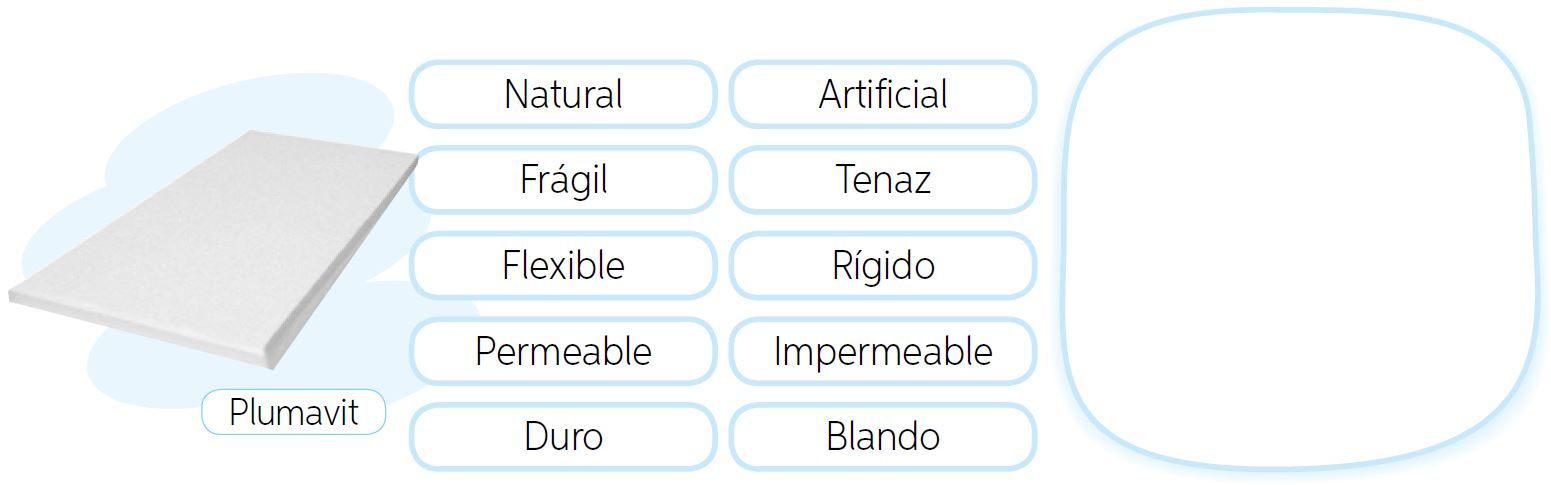 Natural
Artificial
Frágil
Tenaz
Flexible
Rígido
Permeable
Impermeable
Duro
Blando
Plumavit